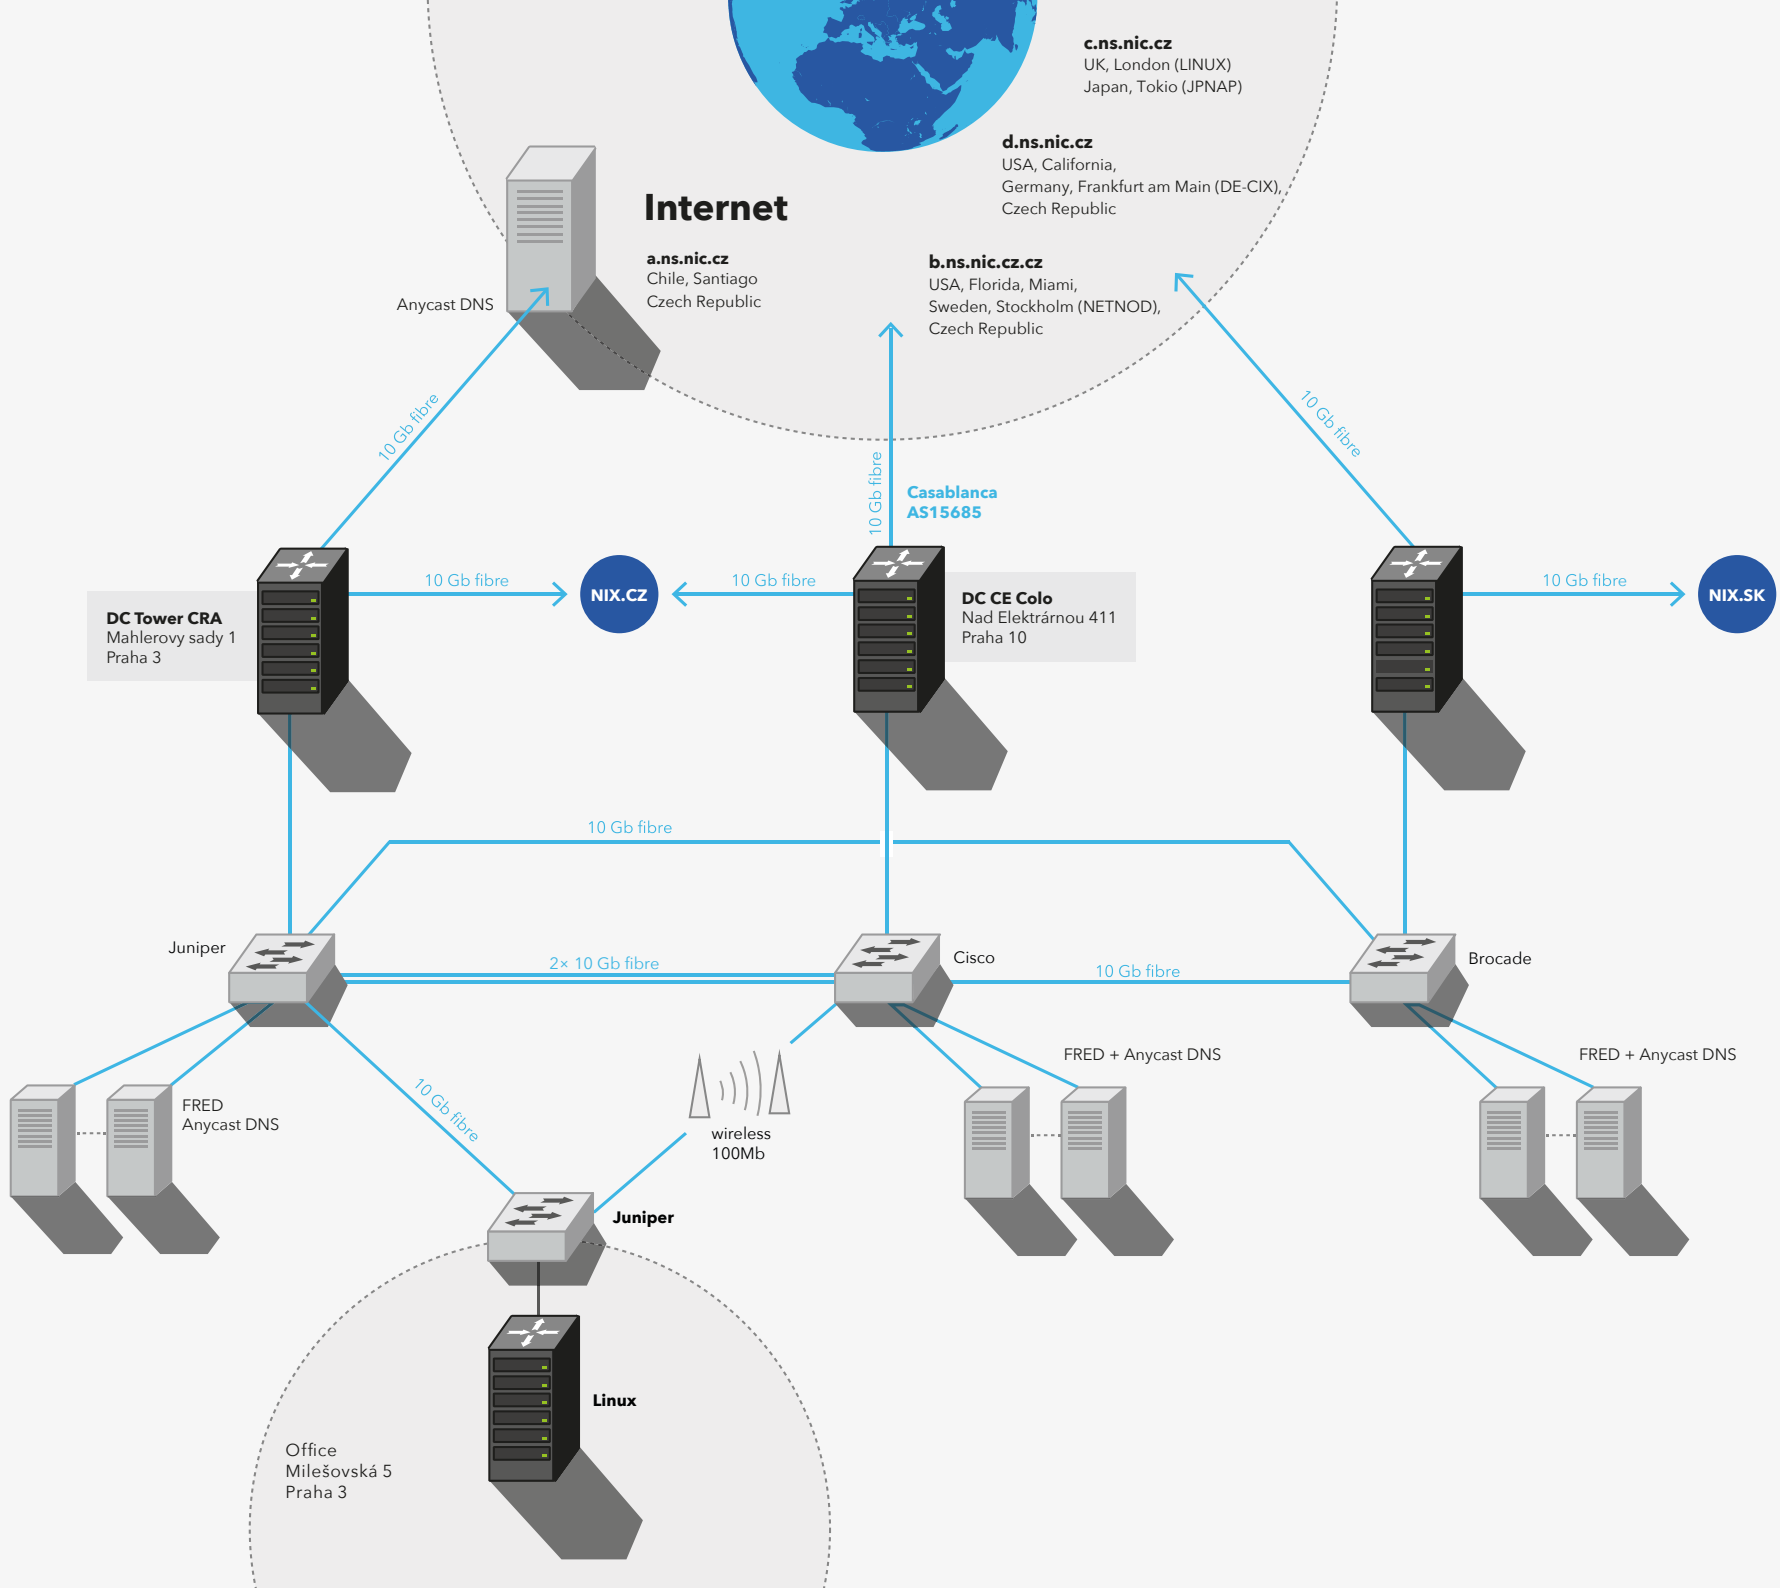 c.ns.nic.cz
UK, London (LINUX)
Japan, Tokio (JPNAP)
d.ns.nic.cz
USA, California,
Germany, Frankfurt am Main (DE-CIX),
Czech Republic
Internet
a.ns.nic.cz
Chile, Santiago
Czech Republic
b.ns.nic.cz.cz
USA, Florida, Miami,
Sweden, Stockholm (NETNOD),
Czech Republic
Anycast DNS
10 Gb fibre
10 Gb fibre
10 Gb fibre
Casablanca
AS15685
10 Gb fibre
NIX.CZ
10 Gb fibre
10 Gb fibre
NIX.SK
DC Tower CRA
Mahlerovy sady 1
Praha 3
DC CE Colo
Nad Elektrárnou 411
Praha 10
10 Gb fibre
Juniper
2× 10 Gb fibre
Cisco
10 Gb fibre
Brocade
FRED + Anycast DNS
FRED + Anycast DNS
FRED
Anycast DNS
10 Gb fibre
wireless
100Mb
Juniper
Linux
Office
Milešovská 5
Praha 3